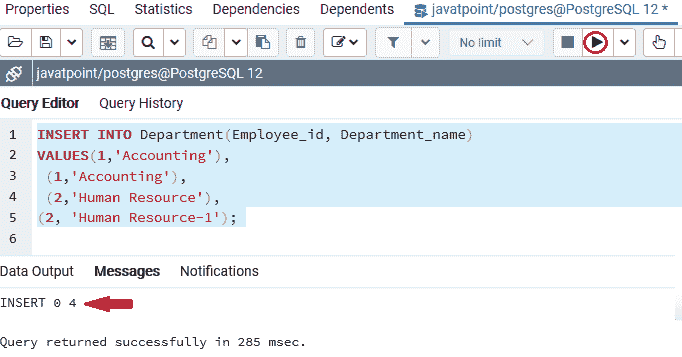 Properties SQL Statistics Dependencies Dependents javatpoint/postgres@PostgreSQL 12 *
No limit
javatpoint/postgres@PostgreSQL 12
Query Editor Query History
1 INSERT INTO Department(Employee_id, Department_name)
2 VALUES(1,'Accounting'),
3 (1,'Accounting'),
4 (2,'Human Resource'),
5 (2, 'Human Resource-1');
6
Data Output Messages Notifications
INSERT 0 4
Query returned successfully in 285 msec.